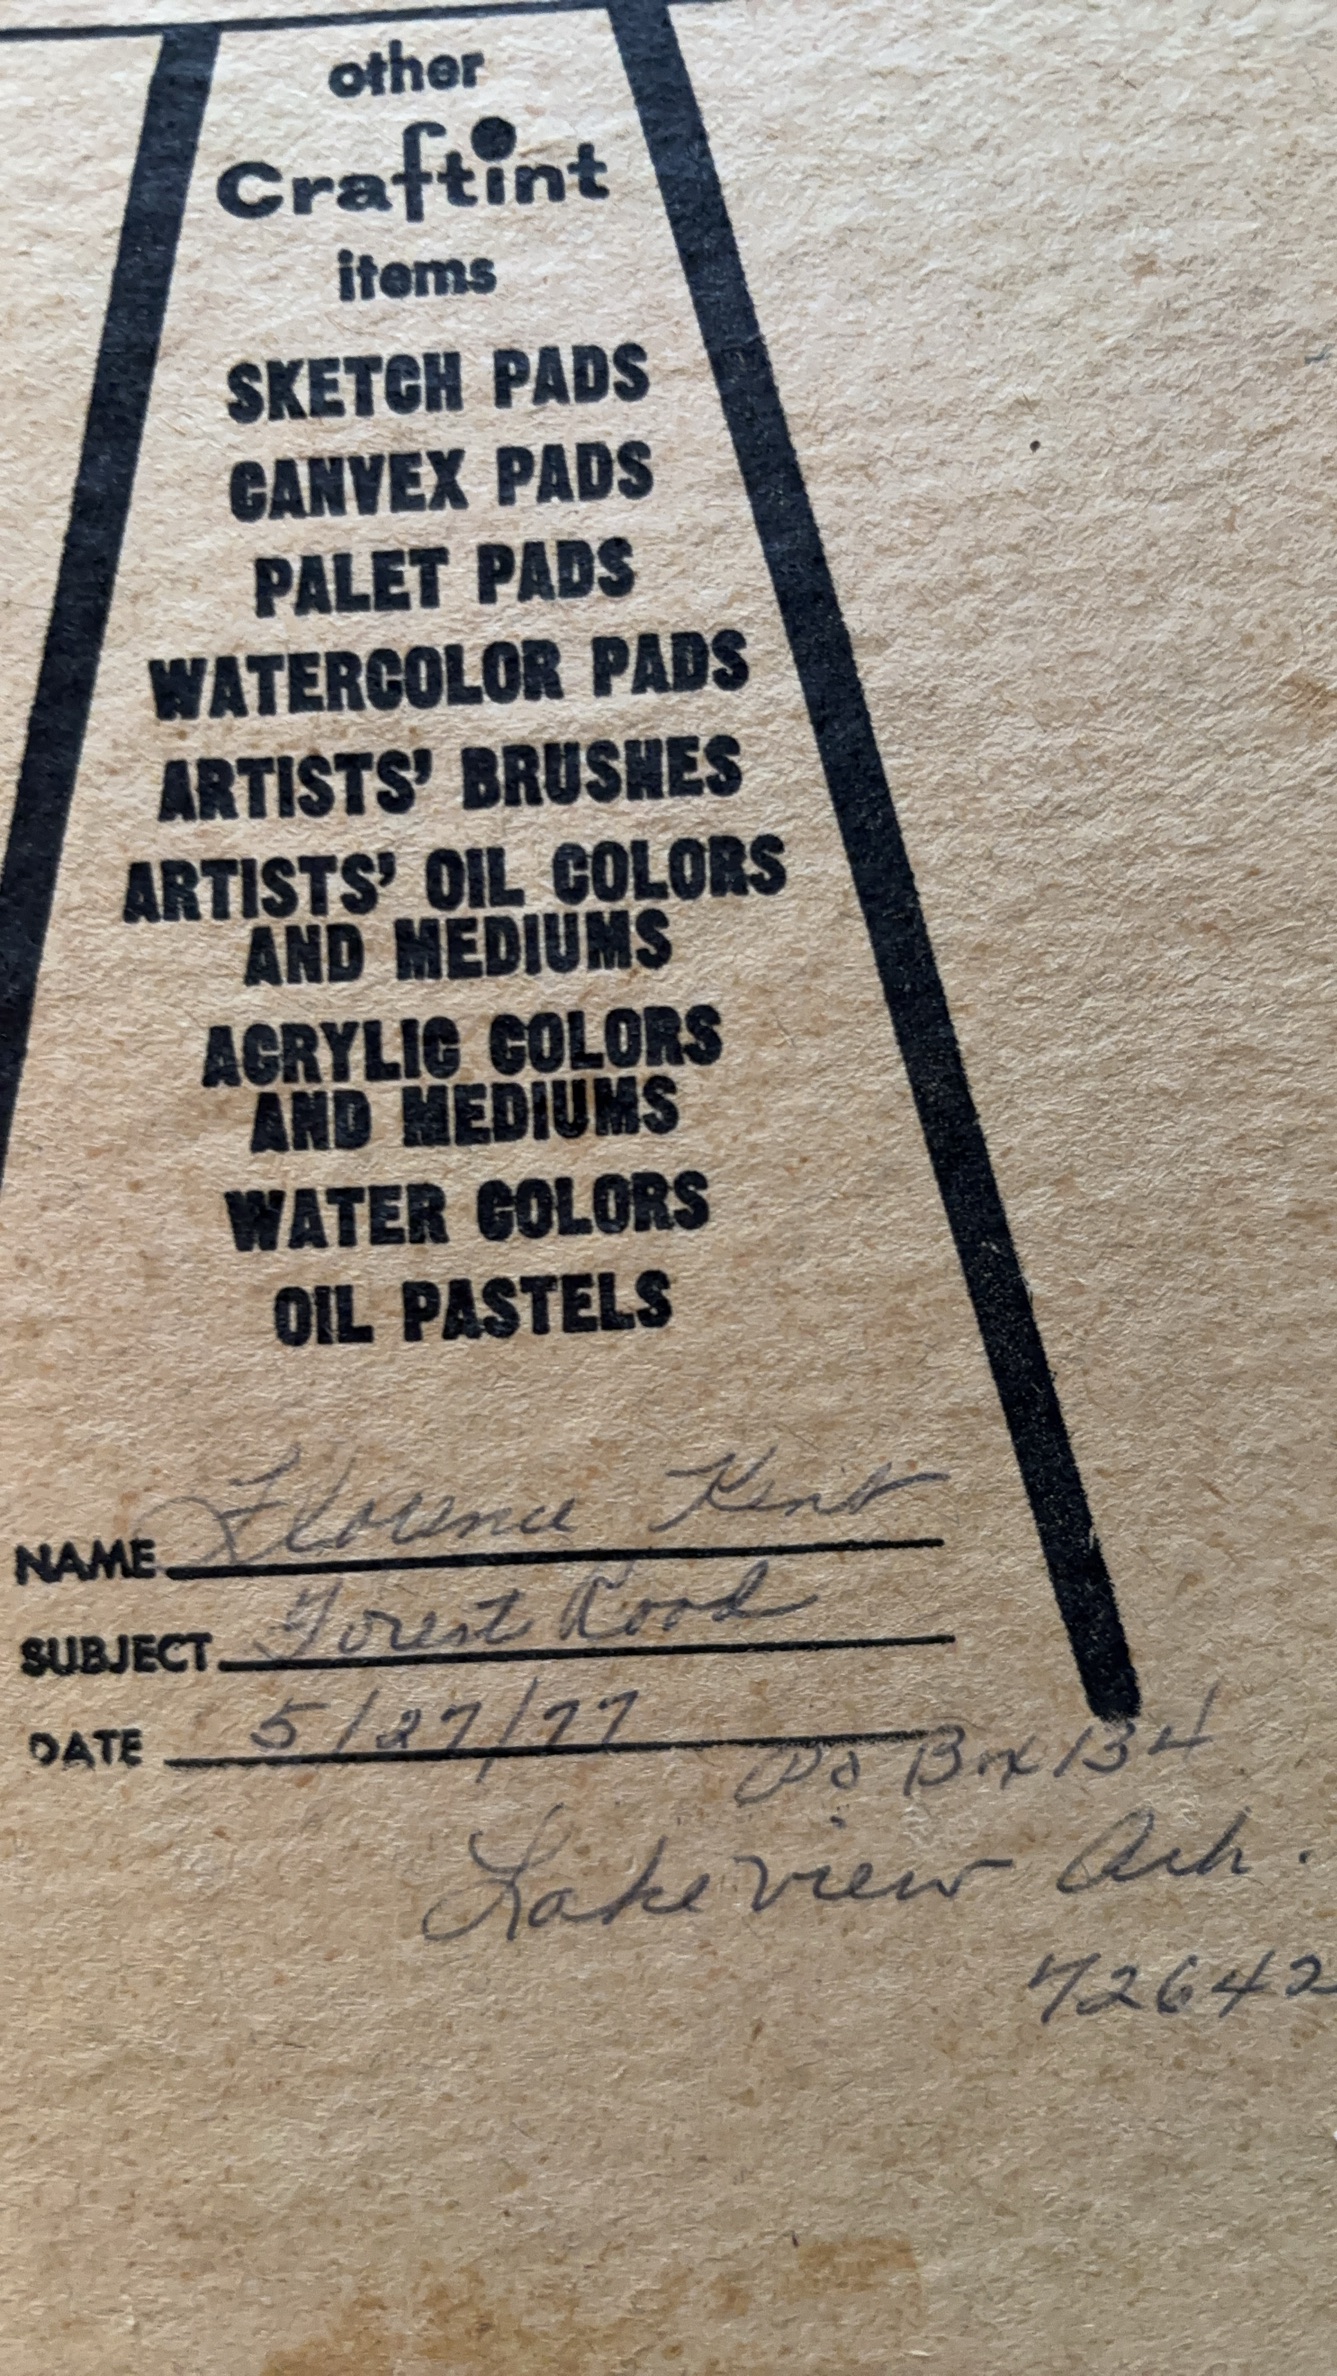 other
Craftint
items
SKETCH PADS
CANVEX PADS
PALET PADS
WATERCOLOR PADS
ARTISTS' BRUSHES
ARTISTS' OIL COLORS
AND MEDIUMS
ACRYLIC COLORS
AND MEDIUMS
WATER COLORS
OIL PASTELS
NAME Florence Kent
SUBJECT Forest Road
DATE 5/27/77
Po Box 134
Lakeview Ark.
72642